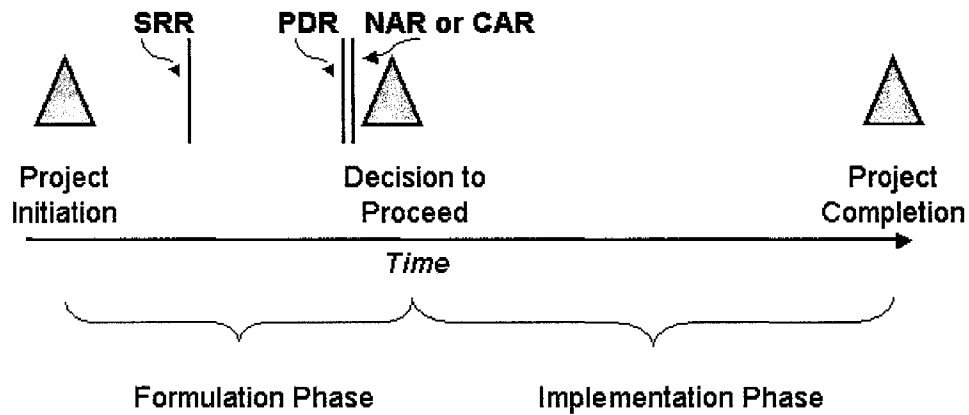 SRR PDR NAR or CAR
Project Initiation
Decision to Proceed
Project Completion
Time
Formulation Phase Implementation Phase